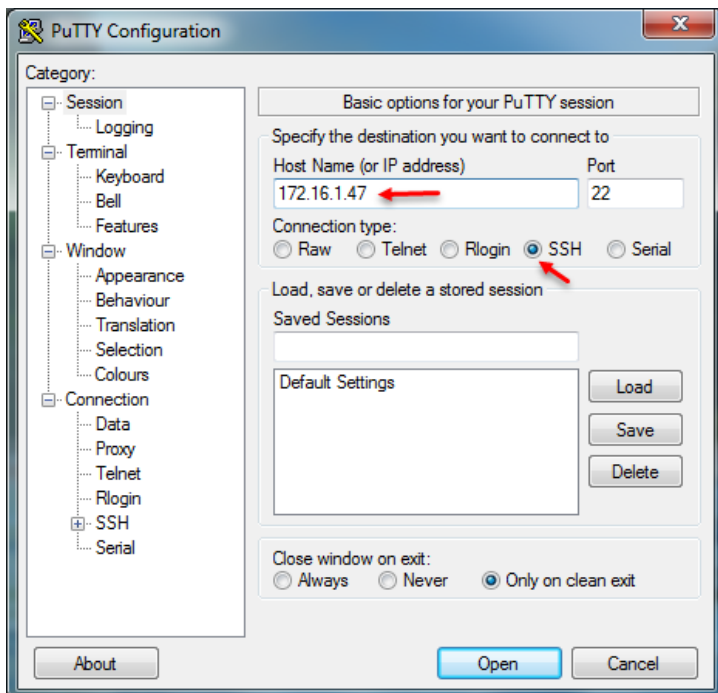 PuTTY Configuration
Category:
Session
Logging
Terminal
Keyboard
Bell
Features
Window
Appearance
Behaviour
Translation
Selection
Colours
Connection
Data
Proxy
Telnet
Rlogin
SSH
Serial
Basic options for your PuTTY session
Specify the destination you want to connect to
Host Name (or IP address) Port
172.16.1.47 22
Connection type:
Raw Telnet Rlogin SSH Serial
Load, save or delete a stored session
Saved Sessions
Default Settings
Load
Save
Delete
Close window on exit:
Always Never Only on clean exit
About Open Cancel